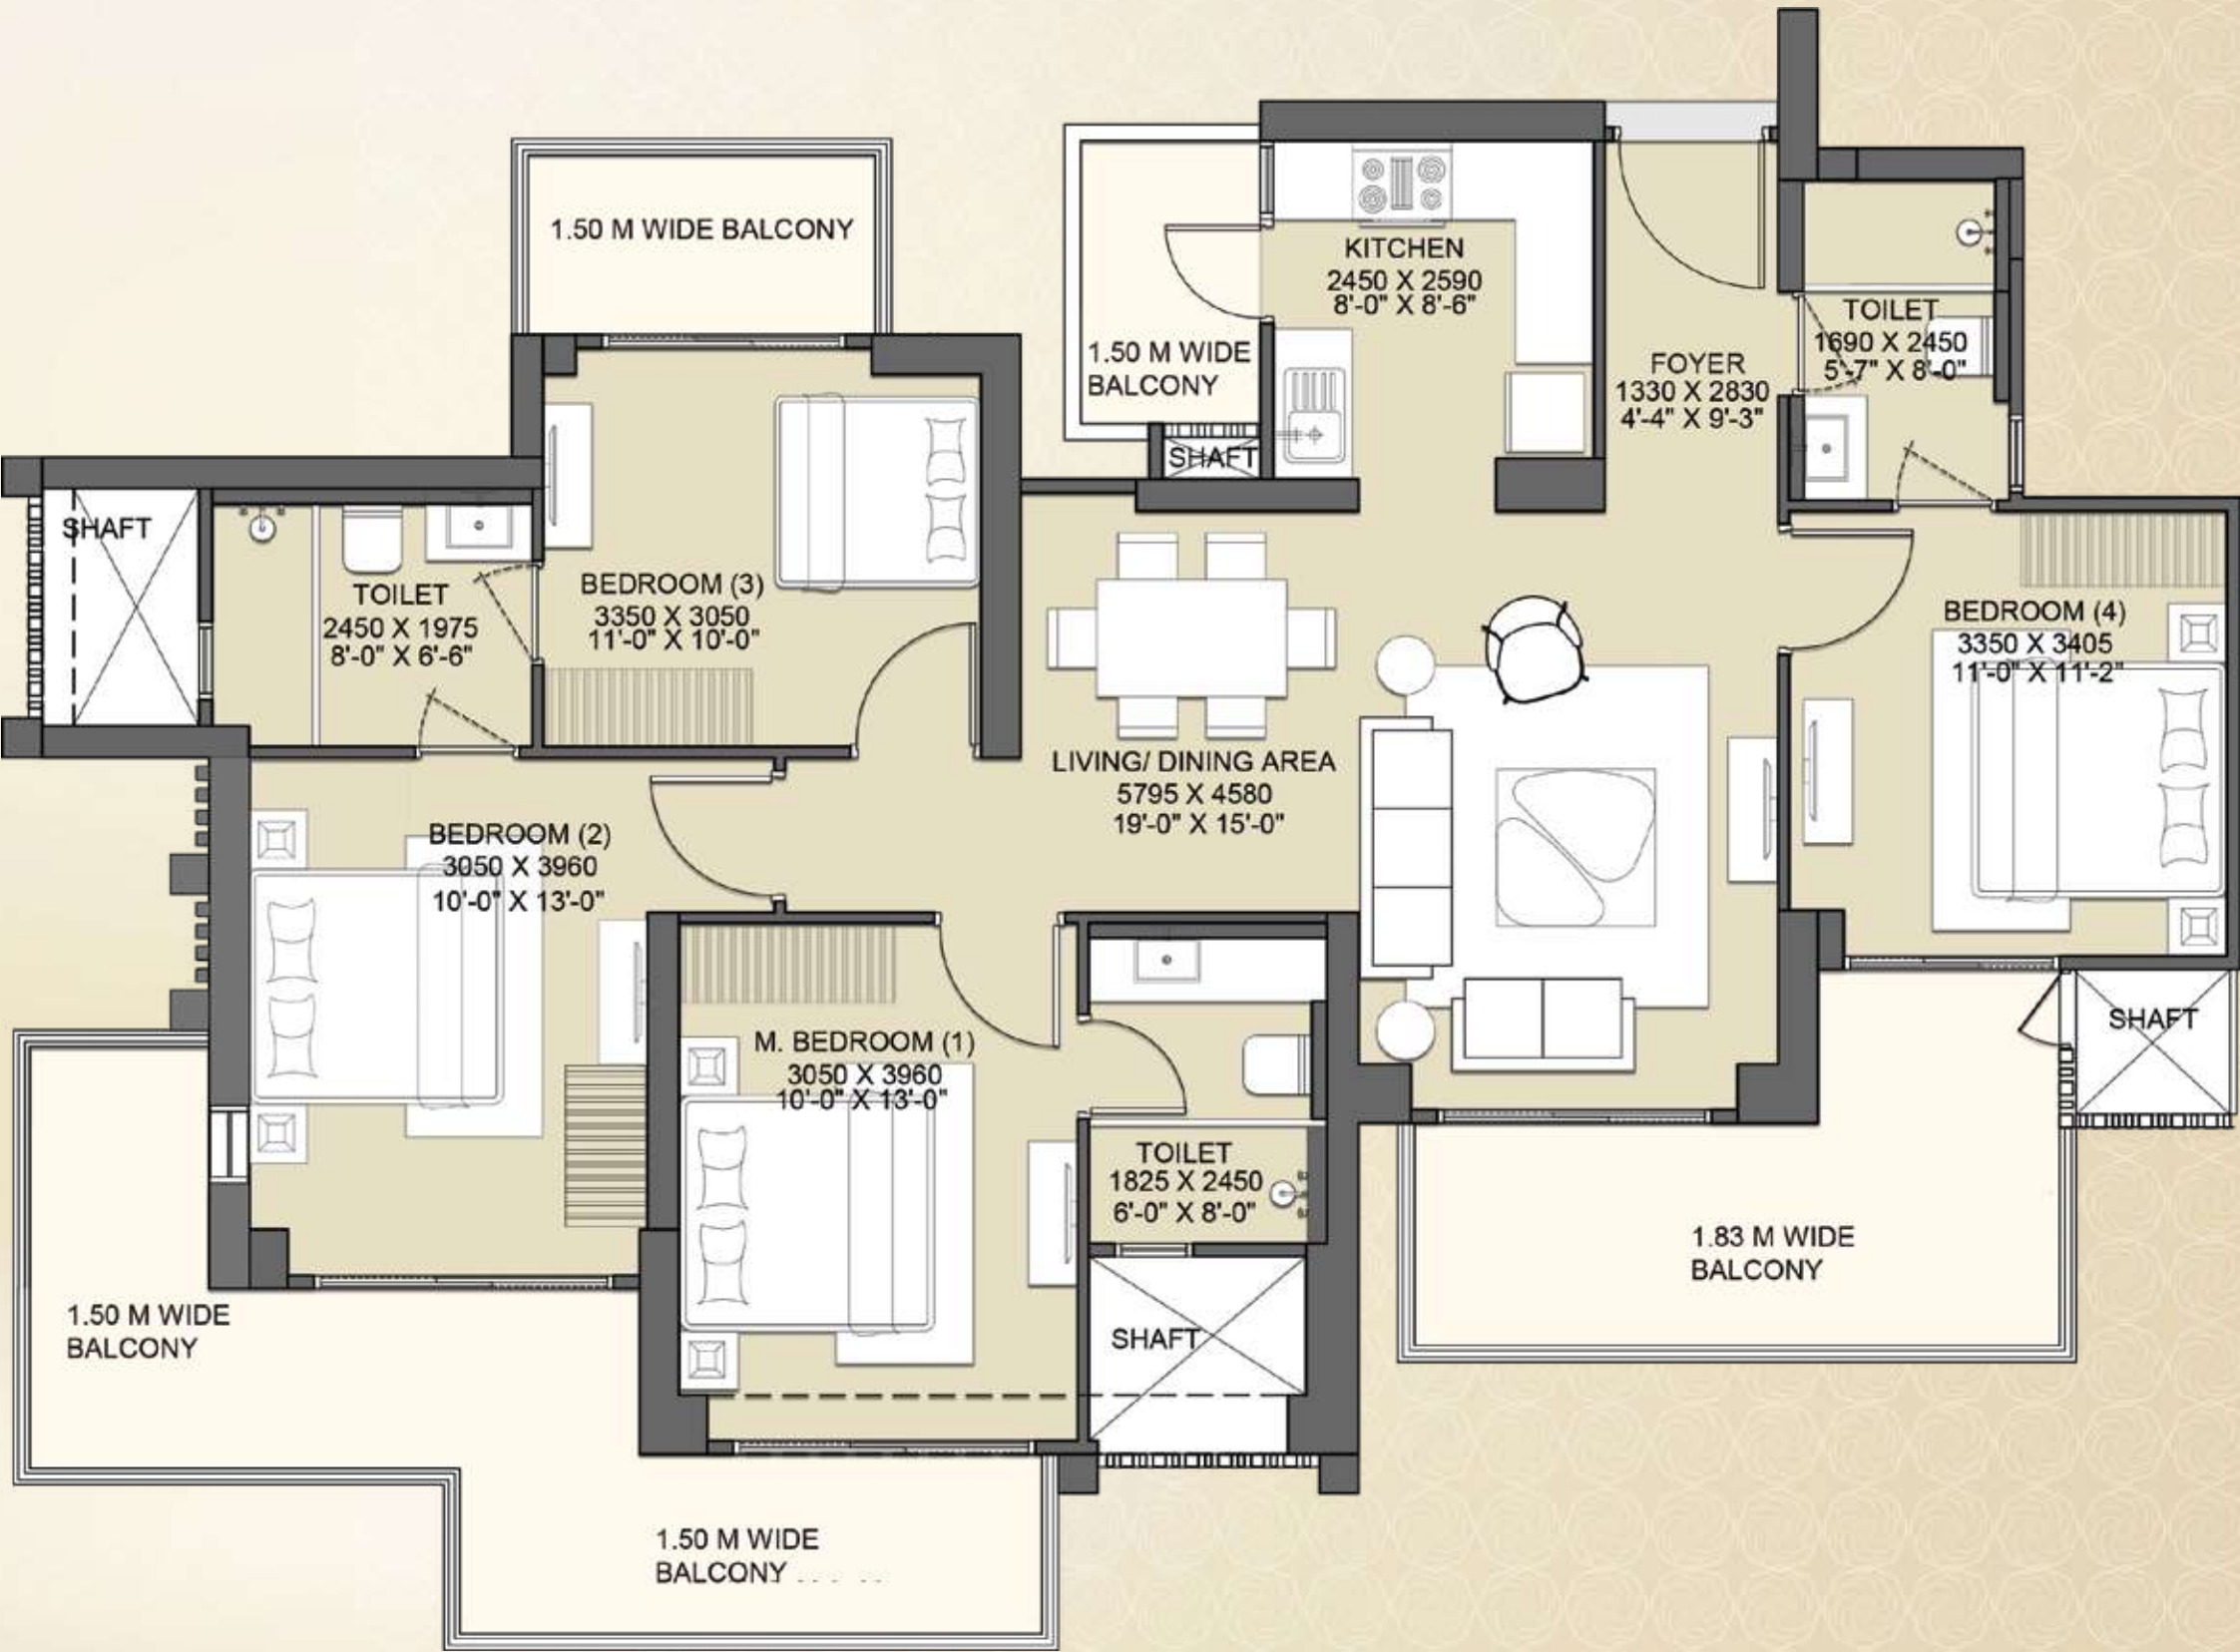 1.50 M WIDE BALCONY
KITCHEN
2450 X 2590
8'-0" X 8'-6"
1.50 M WIDE
BALCONY
SHAFT
FOYER
1330 X 2830
4'-4" X 9'-3"
TOILET
1690 X 2450
5'-7" X 8'-0"
SHAFT
TOILET
2450 X 1975
8'-0" X 6'-6"
BEDROOM (3)
3350 X 3050
11'-0" X 10'-0"
BEDROOM (4)
3350 X 3405
11'-0" X 11'-2"
LIVING/ DINING AREA
5795 X 4580
19'-0" X 15'-0"
BEDROOM (2)
3050 X 3960
10'-0" X 13'-0"
M. BEDROOM (1)
3050 X 3960
10'-0" X 13'-0"
SHAFT
TOILET
1825 X 2450
6'-0" X 8'-0"
1.83 M WIDE
BALCONY
1.50 M WIDE
BALCONY
SHAFT
1.50 M WIDE
BALCONY